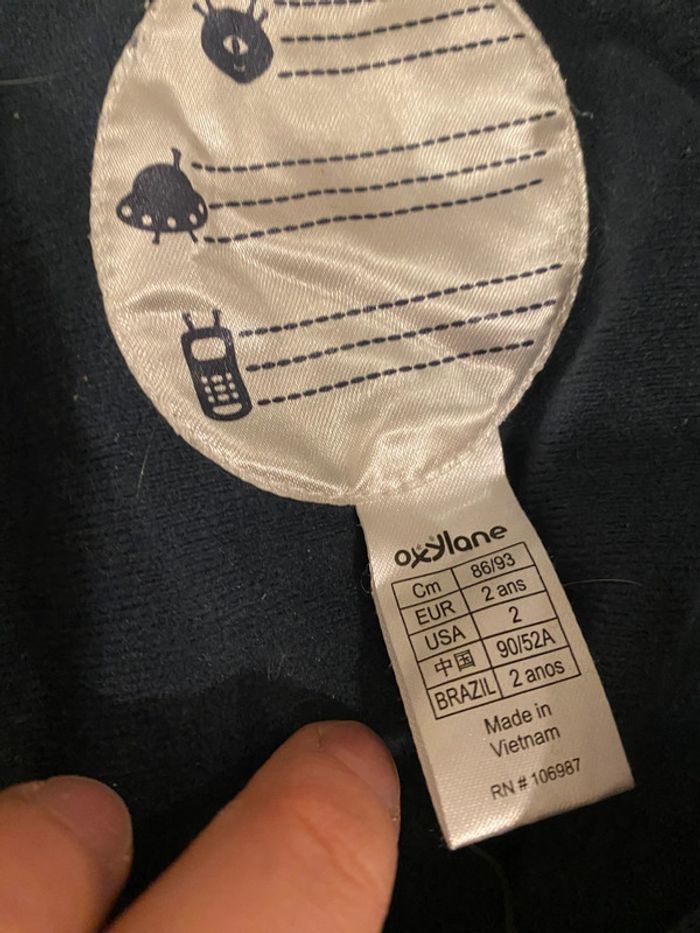 oxylane
Cm 86/93
EUR 2 ans
USA 2
中国 90/52A
BRAZIL 2 anos
Made in
Vietnam
RN # 106987